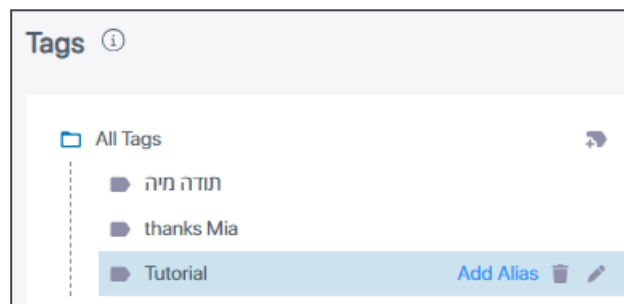 Tags
All Tags
תודה מיה
thanks Mia
Tutorial Add Alias